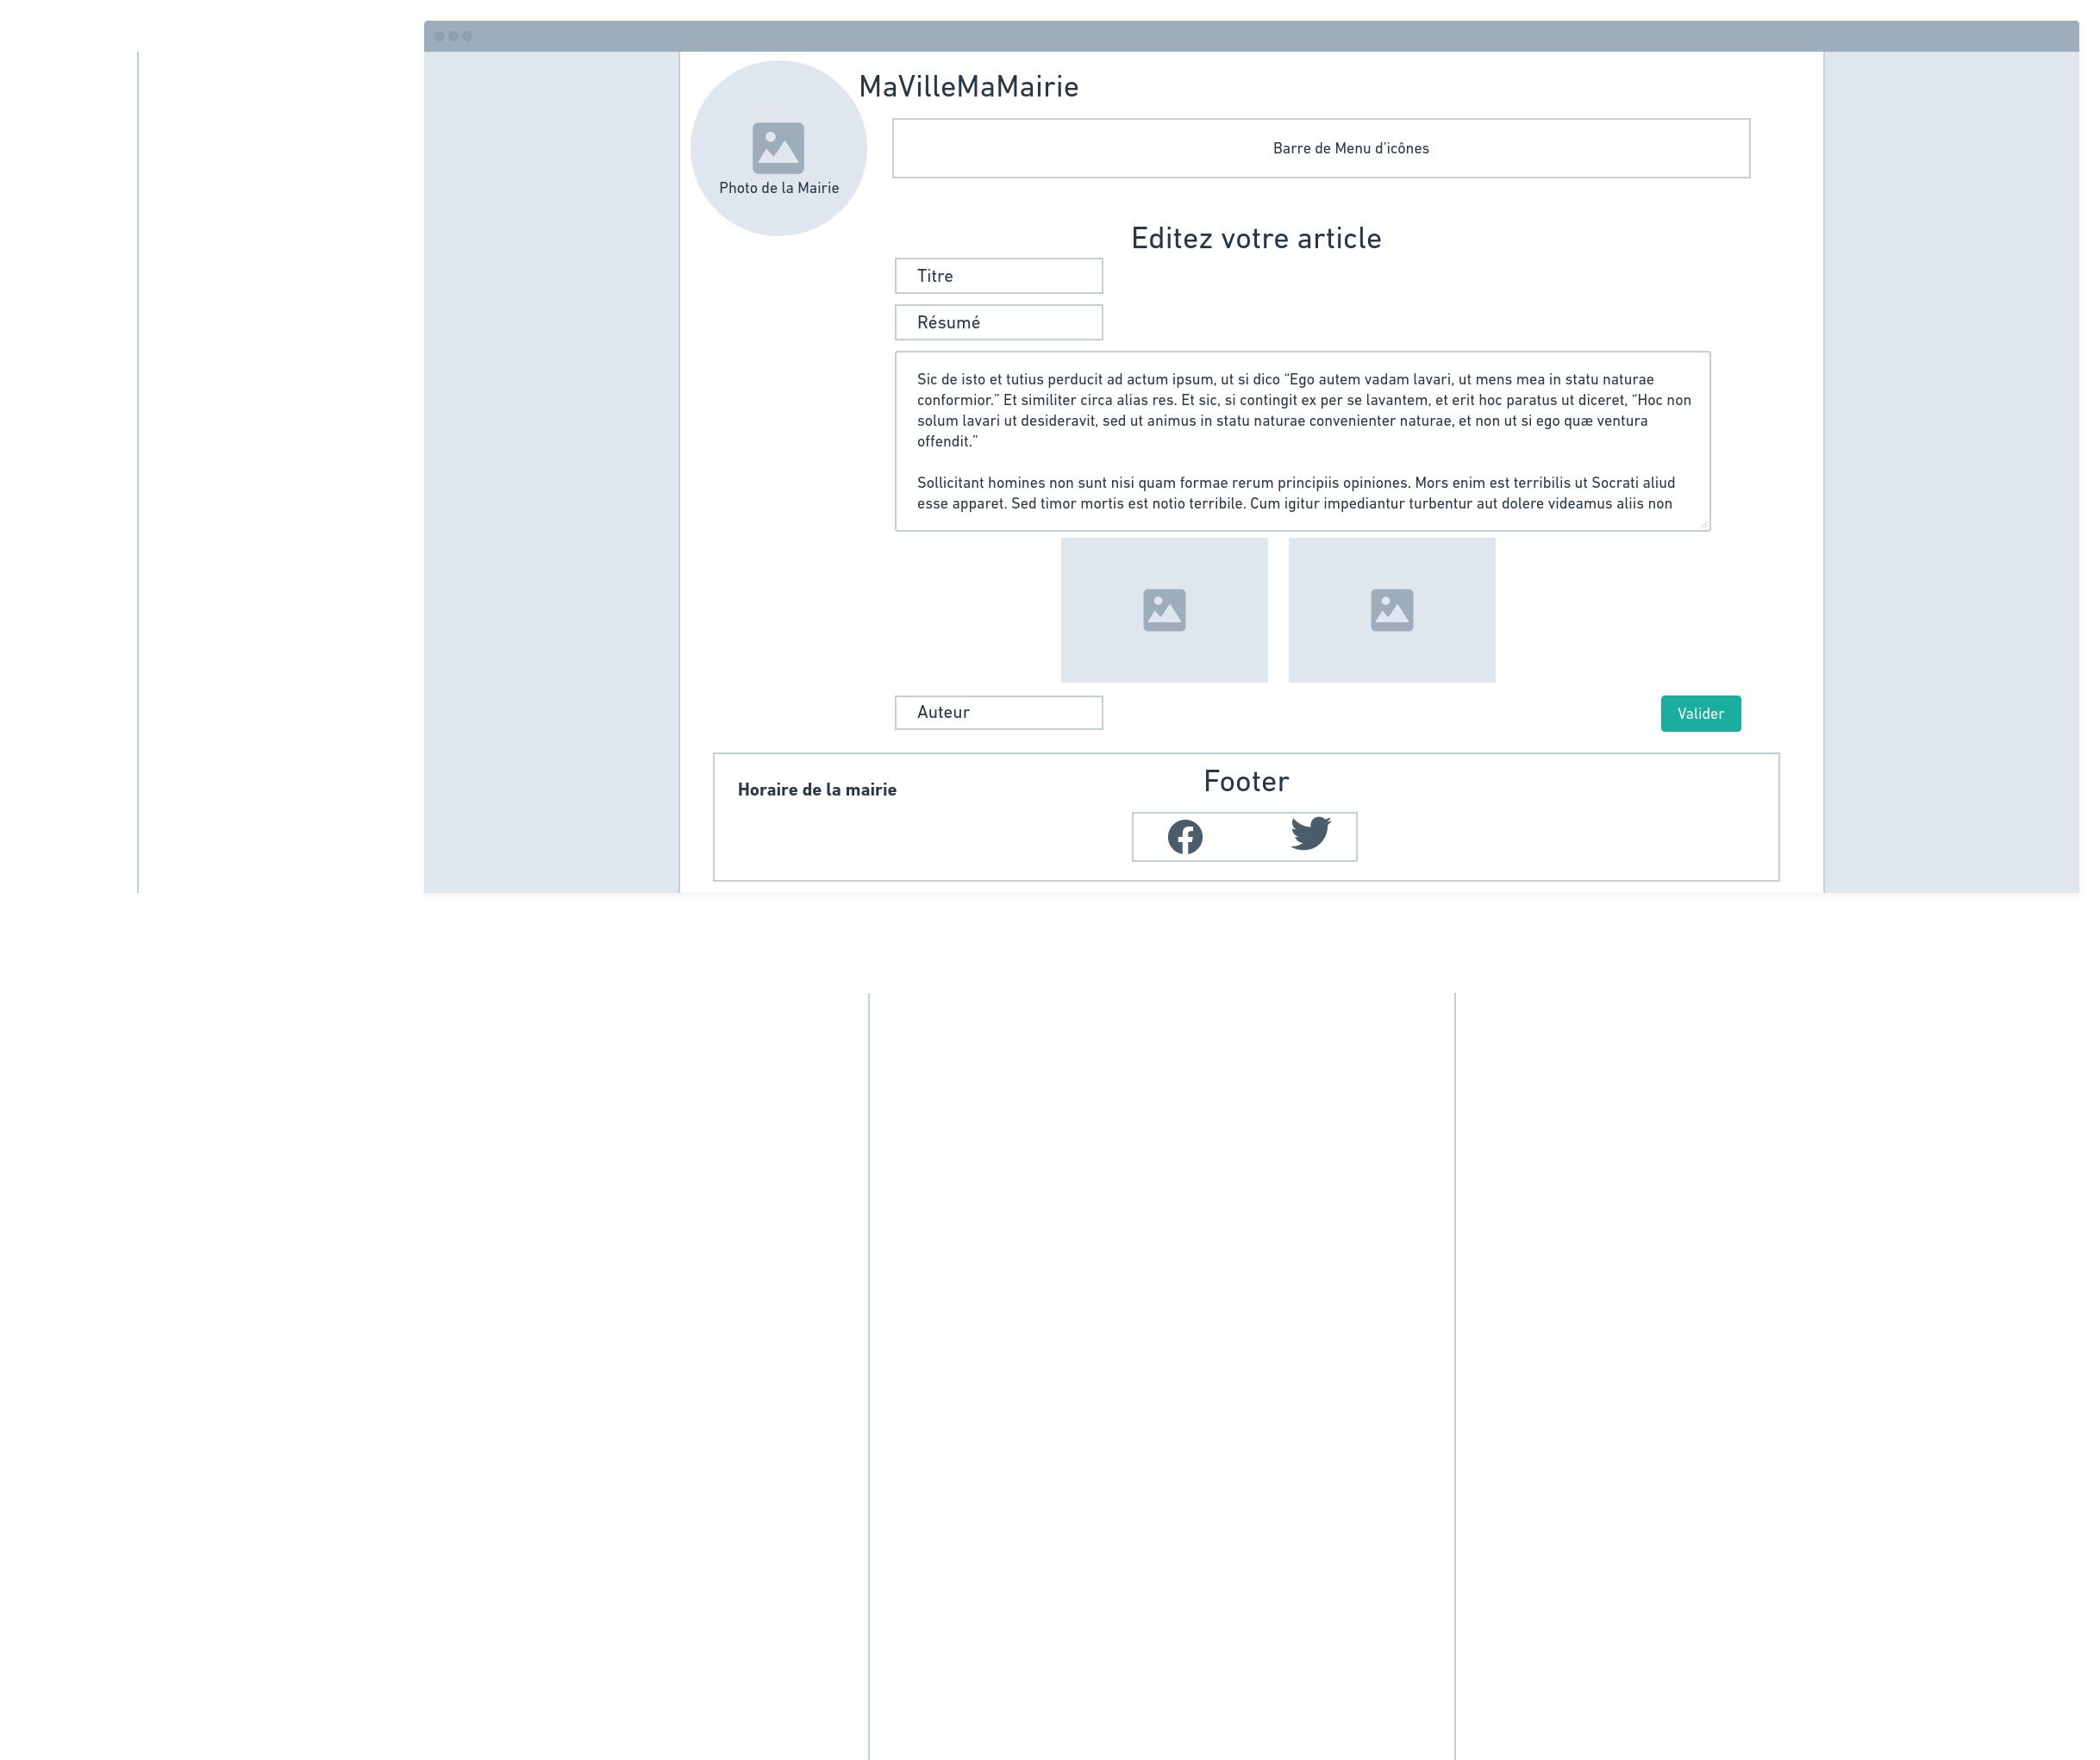 MaVilleMaMairie
Barre de Menu d'icônes
Photo de la Mairie
Editez votre article
Titre
Résumé
Sic de isto et tutius perducit ad actum ipsum, ut si dico “Ego autem vadam lavari, ut mens mea in statu naturae
conformior.” Et similiter circa alias res. Et sic, si contingit ex per se lavantem, et erit hoc paratus ut diceret, “Hoc non
solum lavari ut desideravit, sed ut animus in statu naturae convenienter naturae, et non ut si ego quæ ventura
offendit.”
Sollicitant homines non sunt nisi quam formae rerum principiis opiniones. Mors enim est terribilis ut Socrati aliud
esse apparet. Sed timor mortis est notio terribile. Cum igitur impediantur turbentur aut dolere videamus aliis non
Auteur
Valider
Footer
Horaire de la mairie